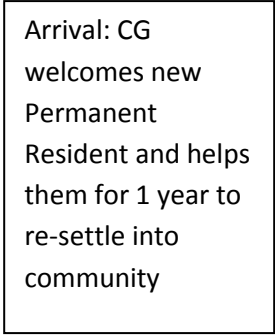 Arrival: CG
welcomes new
Permanent
Resident and helps
them for 1 year to
re-settle into
community